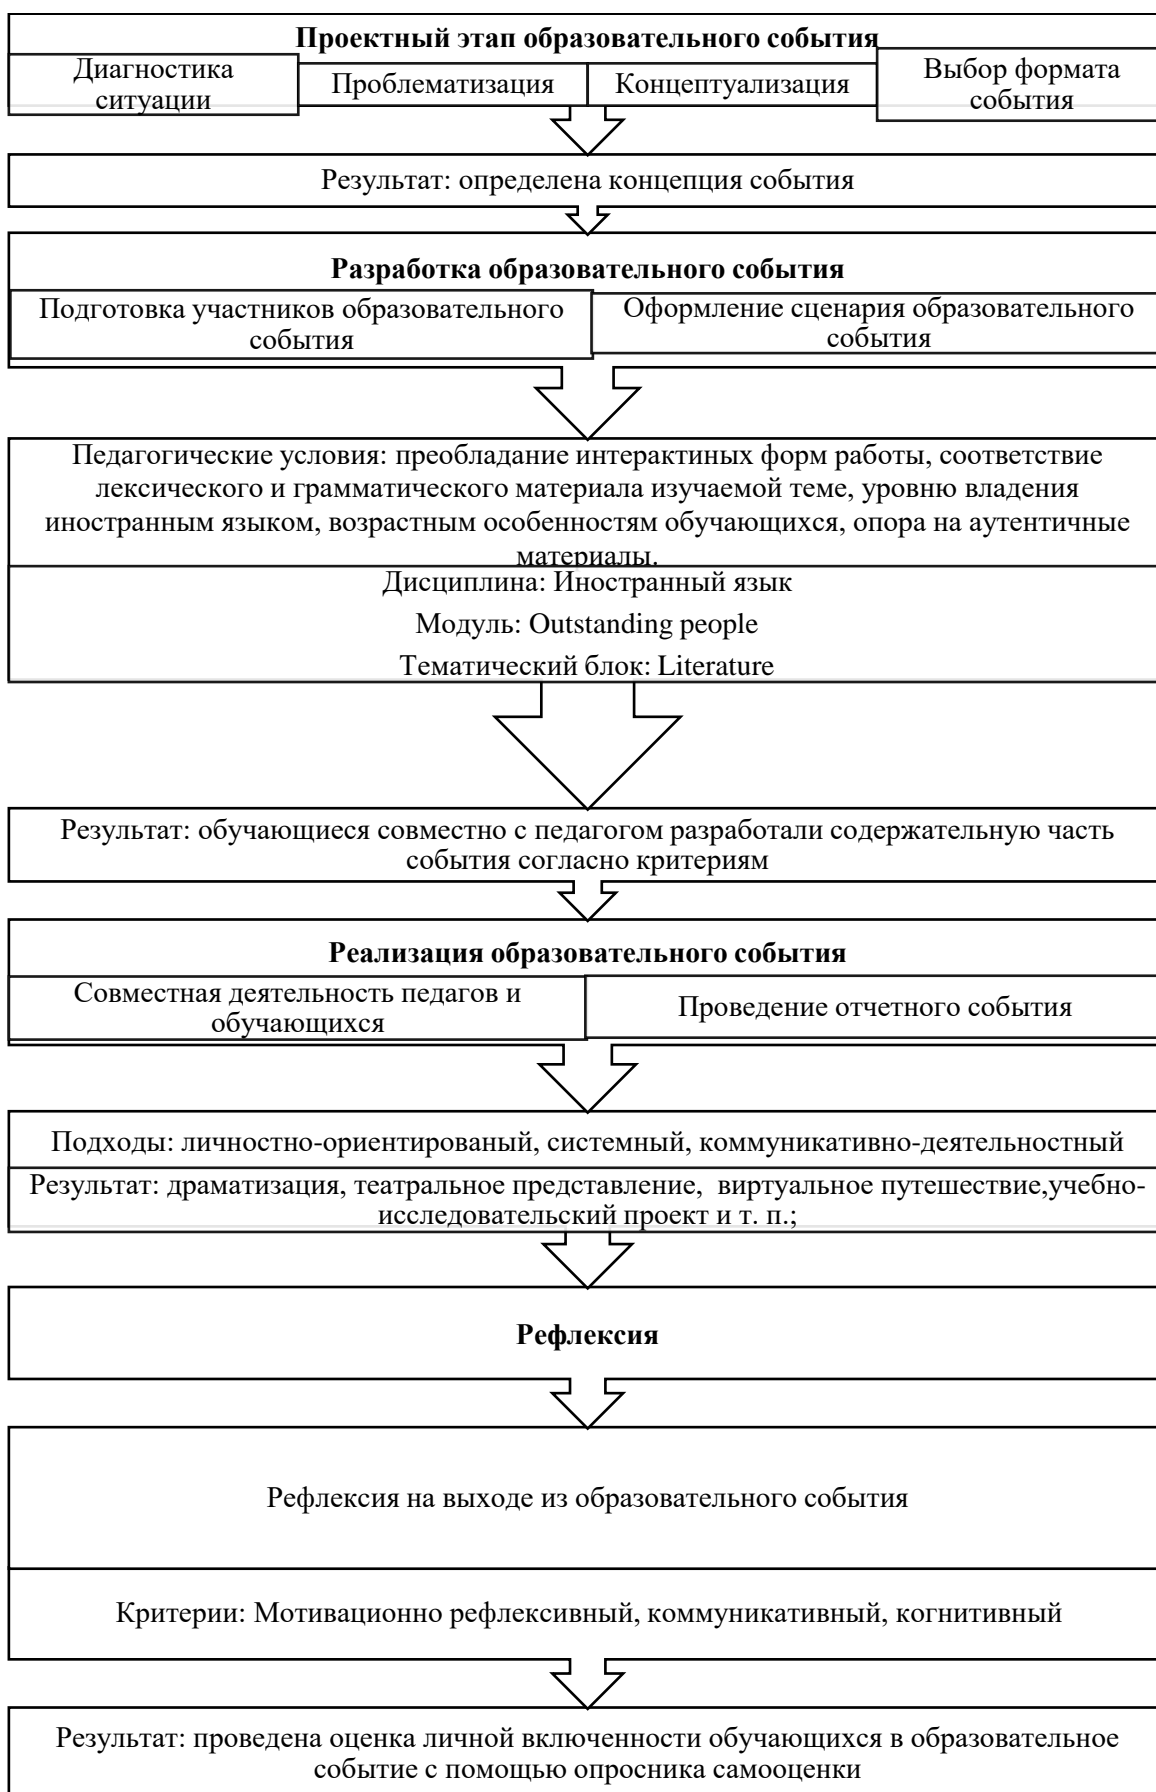 Проектный этап образовательного события
Диагностика
ситуации
Проблематизация
Концептуализация
Выбор формата
события
Результат: определена концепция события
Разработка образовательного события
Подготовка участников образовательного
события
Оформление сценария образовательного
события
Педагогические условия: преобладание интерактиных форм работы, соответствие
лексического и грамматического материала изучаемой теме, уровню владения
иностранным языком, возрастным особенностям обучающихся, опора на аутентичные
материалы.
Дисциплина: Иностранный язык
Модуль: Outstanding people
Тематический блок: Literature
Результат: обучающиеся совместно с педагогом разработали содержательную часть
события согласно критериям
Реализация образовательного события
Совместная деятельность педагов и
обучающихся
Проведение отчетного события
Подходы: личностно-ориентированый, системный, коммуникативно-деятельностный
Результат: драматизация, театральное представление,  виртуальное путешествие,учебно-
исследовательский проект и т. п.;
Рефлексия
Рефлексия на выходе из образовательного события
Критерии: Мотивационно рефлексивный, коммуникативный, когнитивный
Результат: проведена оценка личной включенности обучающихся в образовательное
событие с помощью опросника самооценки